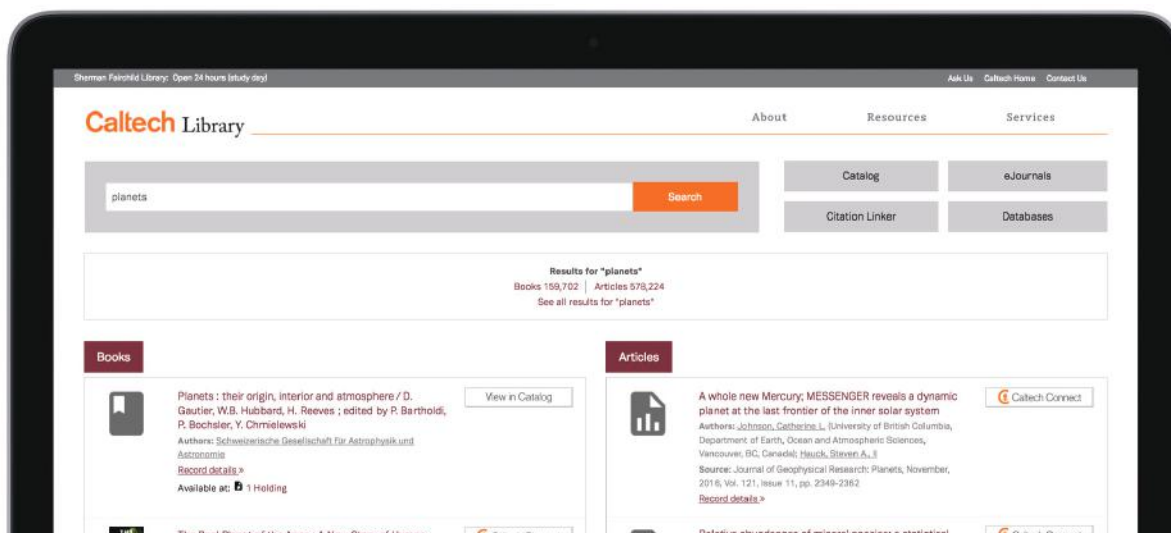 Sherman Fairchild Library: Open 24 hours (study day)
Ask Us Caltech Home Contact Us
Caltech Library
About Resources Services
planets
Search
Catalog
eJournals
Citation Linker
Databases
Results for "planets"
Books 159,702 | Articles 578,224
See all results for "planets"
Books
Planets : their origin, interior and atmosphere / D.
Gautier, W.B. Hubbard, H. Reeves ; edited by P. Bartholdi,
P. Bochsler, Y. Chmielewski
Authors: Schweizerische Gesellschaft für Astrophysik und
Astronomie
Record details »
Available at: 1 Holding
View in Catalog
Articles
A whole new Mercury; MESSENGER reveals a dynamic
planet at the last frontier of the inner solar system
Authors: Johnson, Catherine L. (University of British Columbia,
Department of Earth, Ocean and Atmospheric Sciences,
Vancouver, BC, Canada); Hauck, Steven A., II
Source: Journal of Geophysical Research: Planets, November,
2016, Vol. 121, Issue 11, pp. 2349-2362
Record details »
Caltech Connect